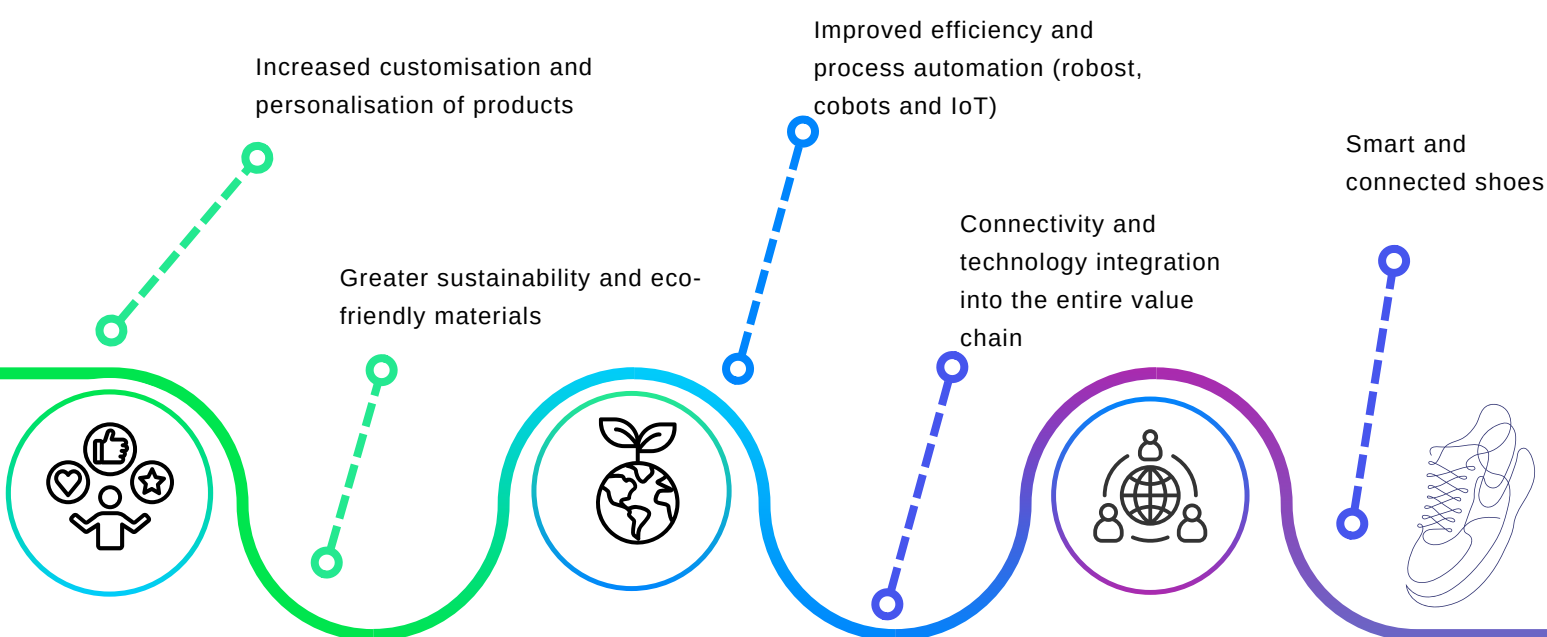 Increased customisation and
personalisation of products
Greater sustainability and eco-
friendly materials
Improved efficiency and
process automation (robost,
cobots and IoT)
Connectivity and
technology integration
into the entire value
chain
Smart and
connected shoes